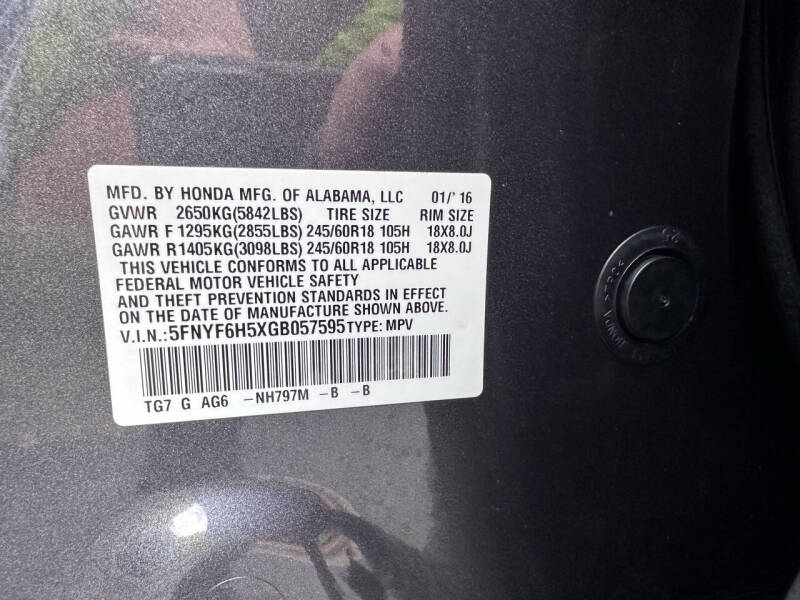 MFD. BY HONDA MFG. OF ALABAMA, LLC 01/'16
GVWR 2650KG(5842LBS) TIRE SIZE RIM SIZE
GAWR F 1295KG(2855LBS) 245/60R18 105H 18X8.0J
GAWR R1405KG(3098LBS) 245/60R18 105H 18X8.0J
THIS VEHICLE CONFORMS TO ALL APPLICABLE
FEDERAL MOTOR VEHICLE SAFETY
AND THEFT PREVENTION STANDARDS IN EFFECT
ON THE DATE OF MANUFACTURE SHOWN ABOVE.
V.I.N.:5FNYF6H5XGB057595TYPE: MPV
TG7 G AG6 -NH797M -B -B